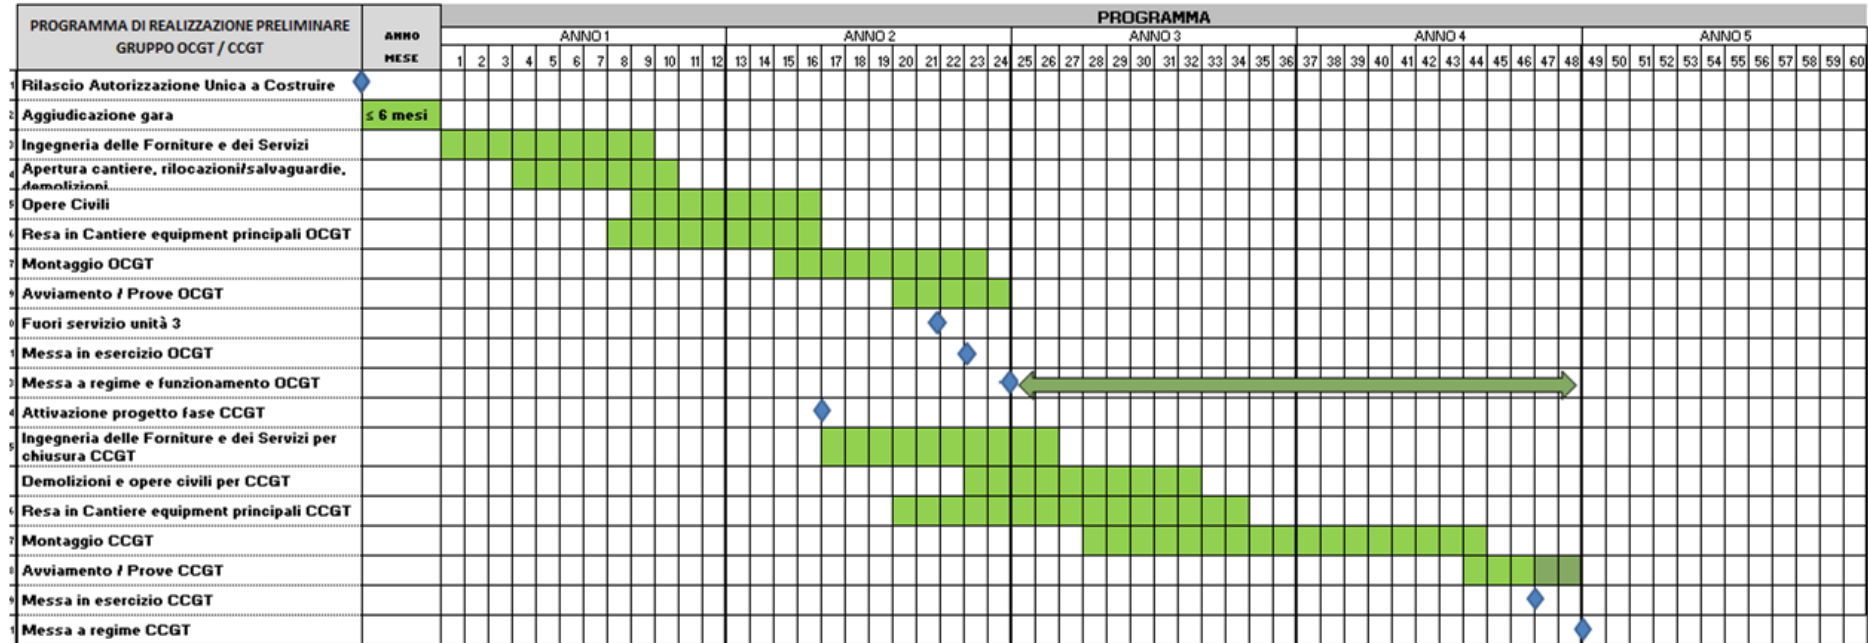 PROGRAMMA DI REALIZZAZIONE PRELIMINARE
GRUPPO OCGT / CCGT
ANNO
MESE
PROGRAMMA
ANNO 1 ANNO 2 ANNO 3 ANNO 4 ANNO 5
1 2 3 4 5 6 7 8 9 10 11 12 13 14 15 16 17 18 19 20 21 22 23 24 25 26 27 28 29 30 31 32 33 34 35 36 37 38 39 40 41 42 43 44 45 46 47 48 49 50 51 52 53 54 55 56 57 58 59 60
Rilascio Autorizzazione Unica a Costruire
Aggiudicazione gara ≤ 6 mesi
Ingegneria delle Forniture e dei Servizi
Apertura cantiere, rilocazioni/salvaguardie,
demolizioni
Opere Civili
Resa in Cantiere equipment principali OCGT
Montaggio OCGT
Avviamento / Prove OCGT
Fuori servizio unità 3
Messa in esercizio OCGT
Messa a regime e funzionamento OCGT
Attivazione progetto fase CCGT
Ingegneria delle Forniture e dei Servizi per
chiusura CCGT
Demolizioni e opere civili per CCGT
Resa in Cantiere equipment principali CCGT
Montaggio CCGT
Avviamento / Prove CCGT
Messa in esercizio CCGT
Messa a regime CCGT